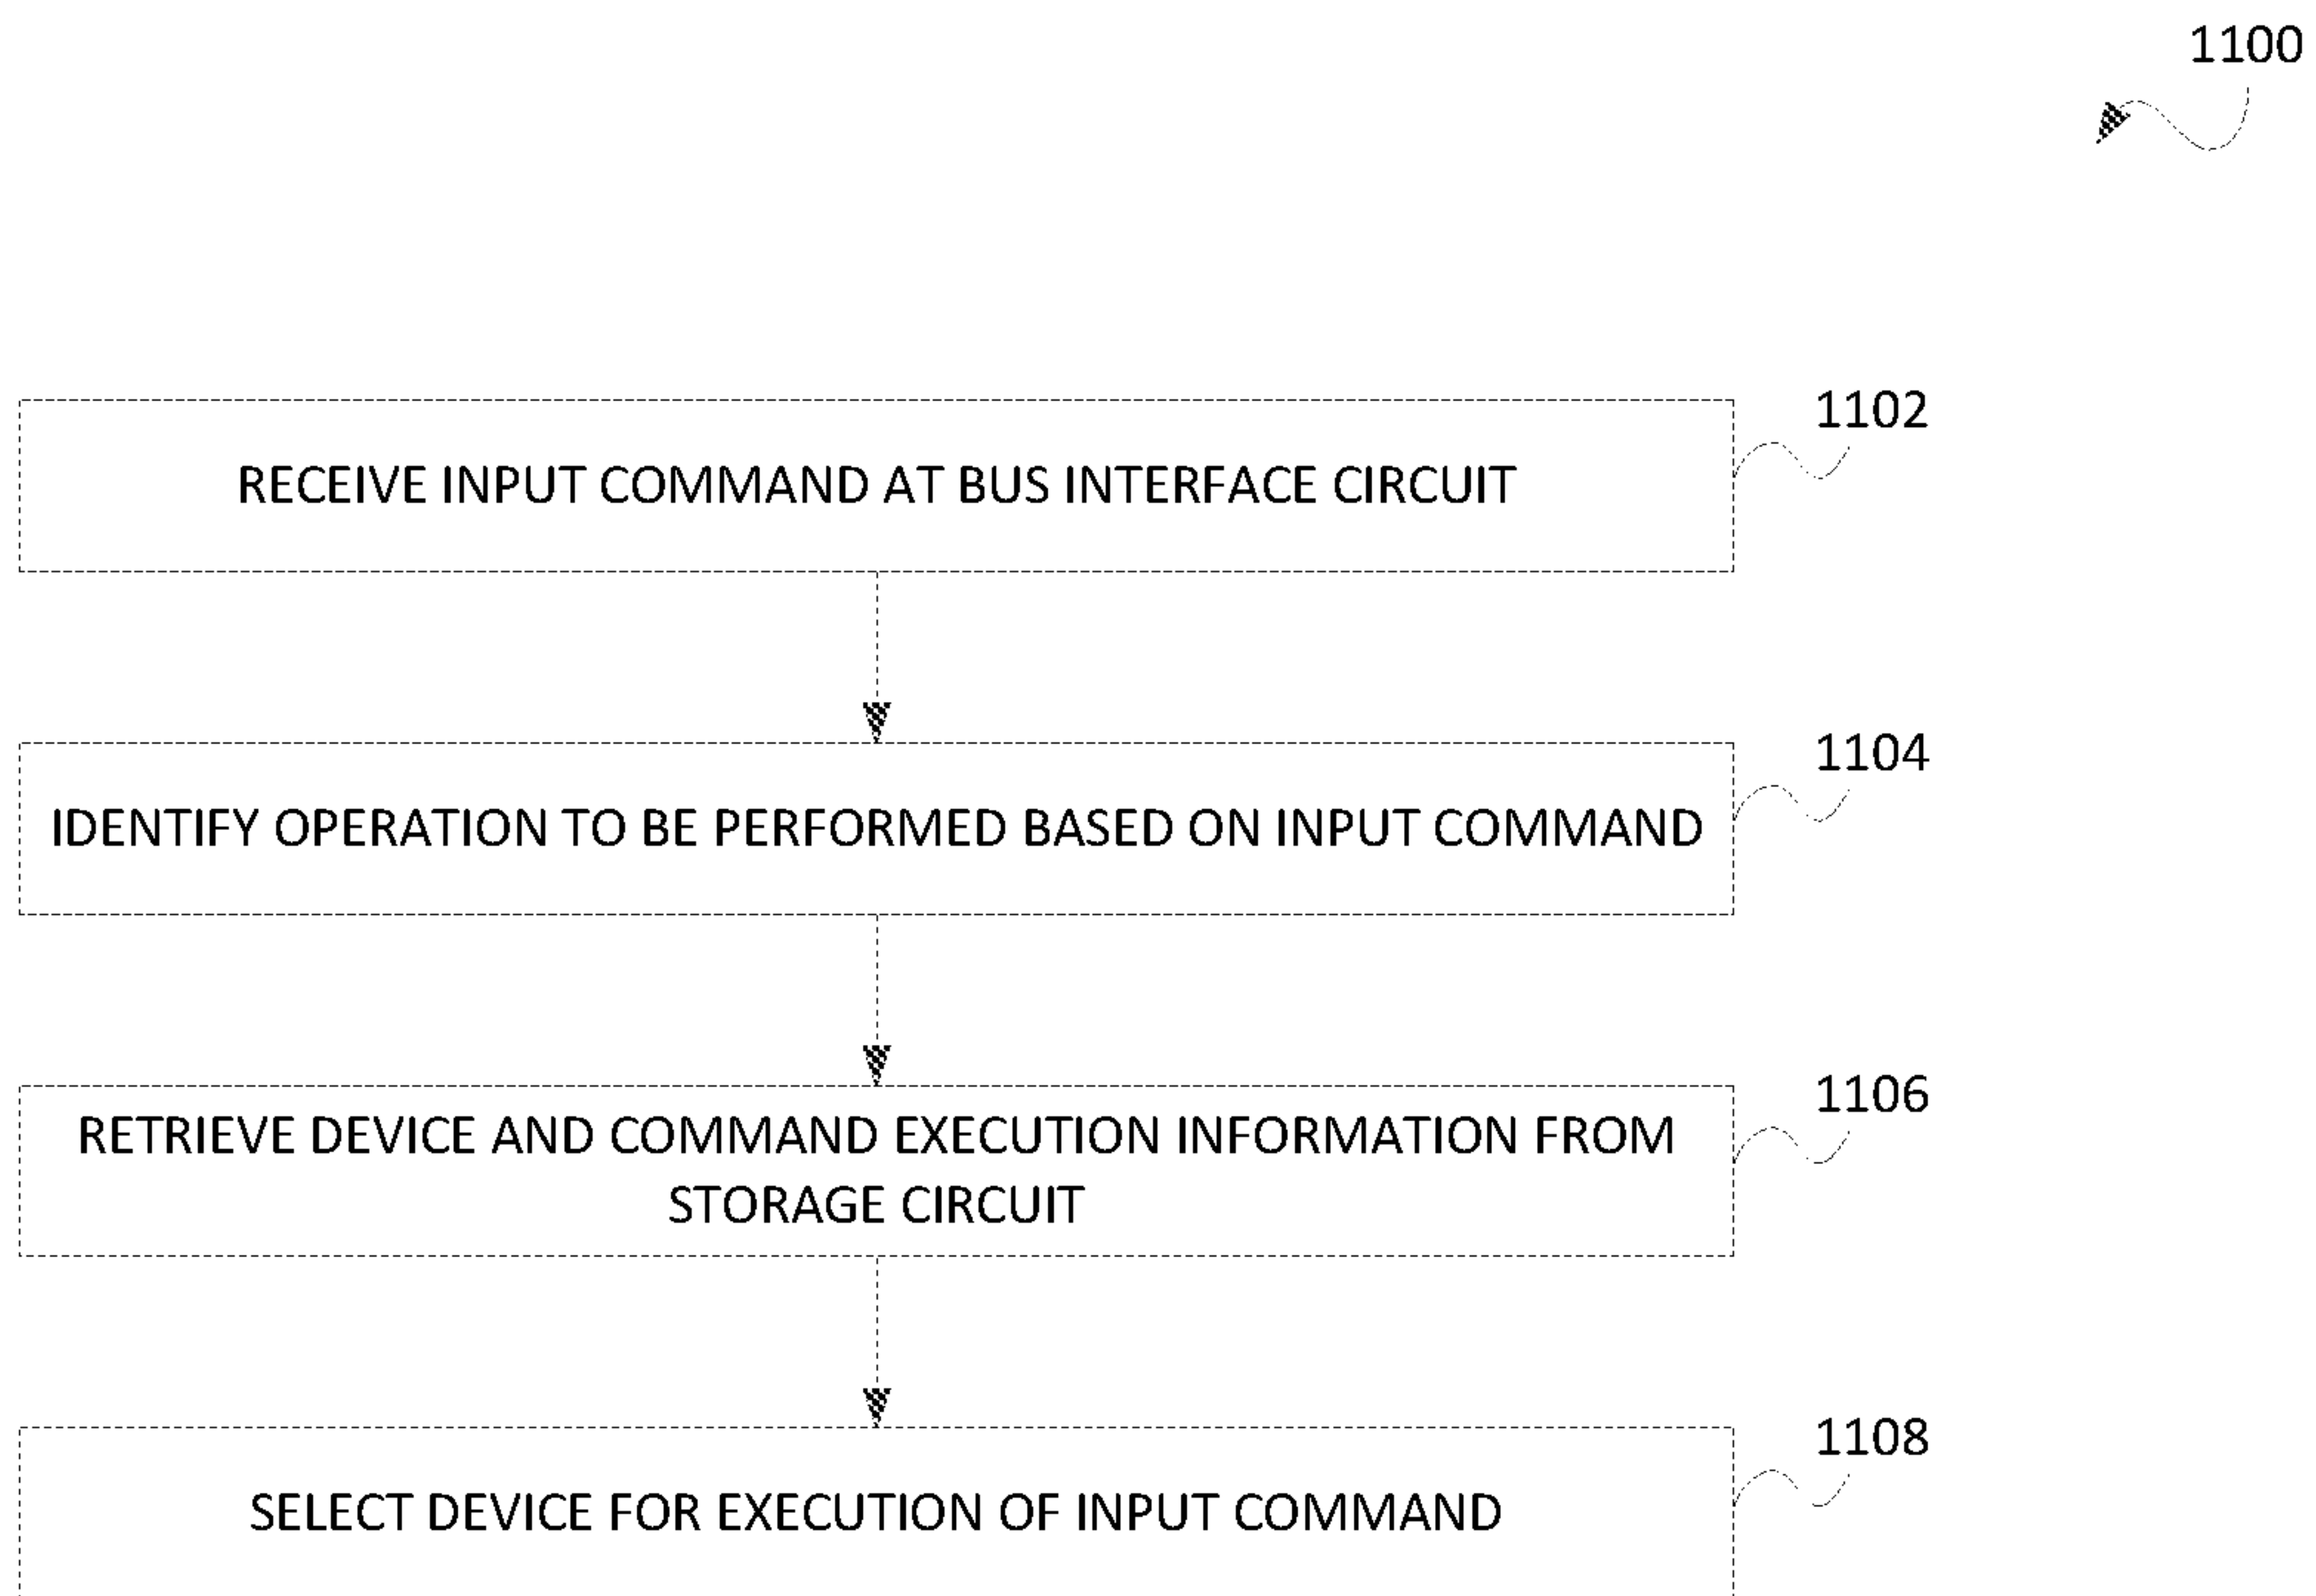 1100
1102
RECEIVE INPUT COMMAND AT BUS INTERFACE CIRCUIT
1104
IDENTIFY OPERATION TO BE PERFORMED BASED ON INPUT COMMAND
1106
RETRIEVE DEVICE AND COMMAND EXECUTION INFORMATION FROM
STORAGE CIRCUIT
1108
SELECT DEVICE FOR EXECUTION OF INPUT COMMAND